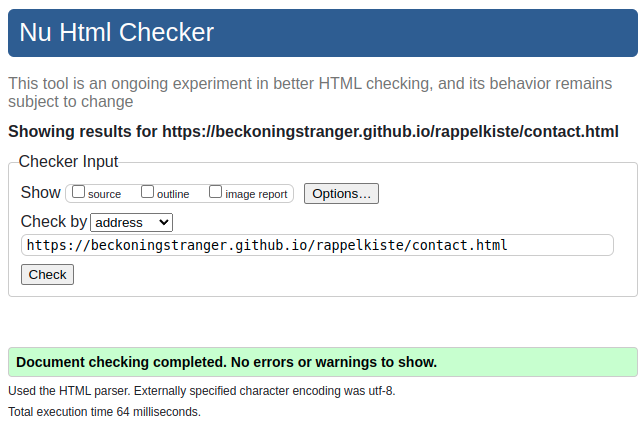 Nu Html Checker
This tool is an ongoing experiment in better HTML checking, and its behavior remains
subject to change
Showing results for https://beckoningstranger.github.io/rappelkiste/contact.html
Checker Input
Show source outline image report Options...
Check by address
https://beckoningstranger.github.io/rappelkiste/contact.html
Check
Document checking completed. No errors or warnings to show.
Used the HTML parser. Externally specified character encoding was utf-8.
Total execution time 64 milliseconds.